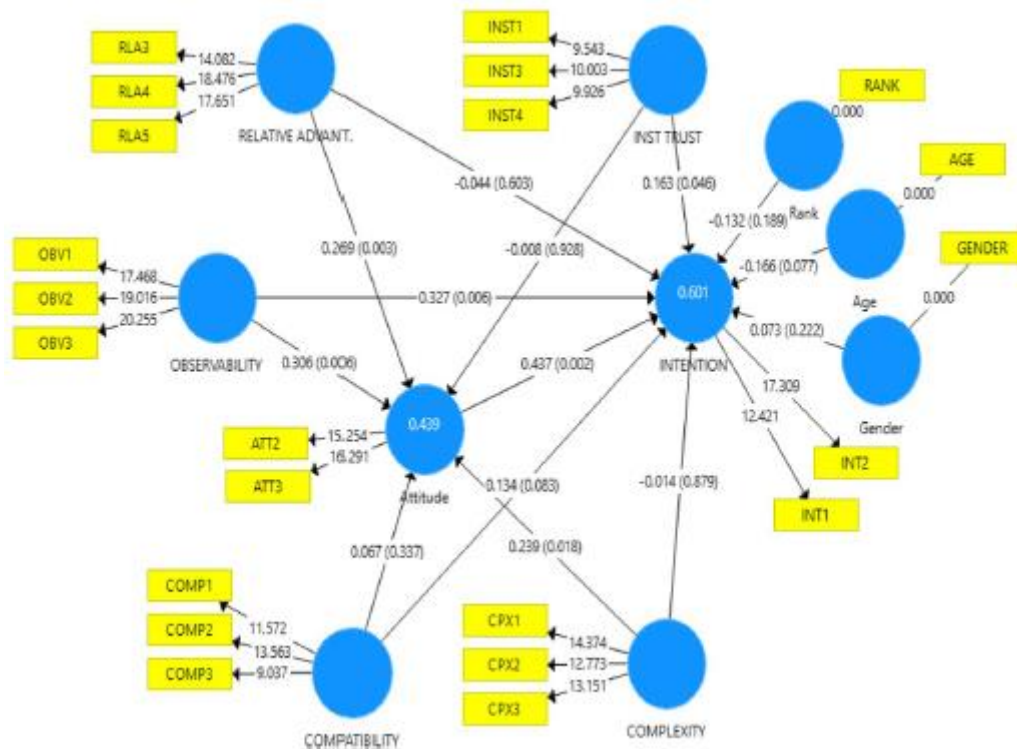 RLA3
14.082
RLA4
18.476
RLA5
17.651
RELATIVE ADVANT.
INST1
9.543
INST3
10.003
INST4
9.926
INST TRUST
RANK
0.000
Rank
AGE
0.000
Age
GENDER
0.000
Gender
-0.044 (0.603)
0.163 (0.046)
-0.132 (0.189)
-0.166 (0.077)
0.073 (0.222)
0.269 (0.003)
-0.008 (0.928)
OBV1
17.468
OBV2
19.016
OBV3
20.255
OBSERVABILITY
0.327 (0.006)
0.601
INTENTION
0.306 (0.006)
0.437 (0.002)
17.309
12.421
INT2
INT1
0.439
Attitude
ATT2
15.254
ATT3
16.291
0.134 (0.083)
-0.014 (0.879)
0.067 (0.337)
0.239 (0.018)
COMP1
11.572
COMP2
13.563
COMP3
9.037
COMPATIBILITY
CPX1
14.374
CPX2
12.773
CPX3
13.151
COMPLEXITY